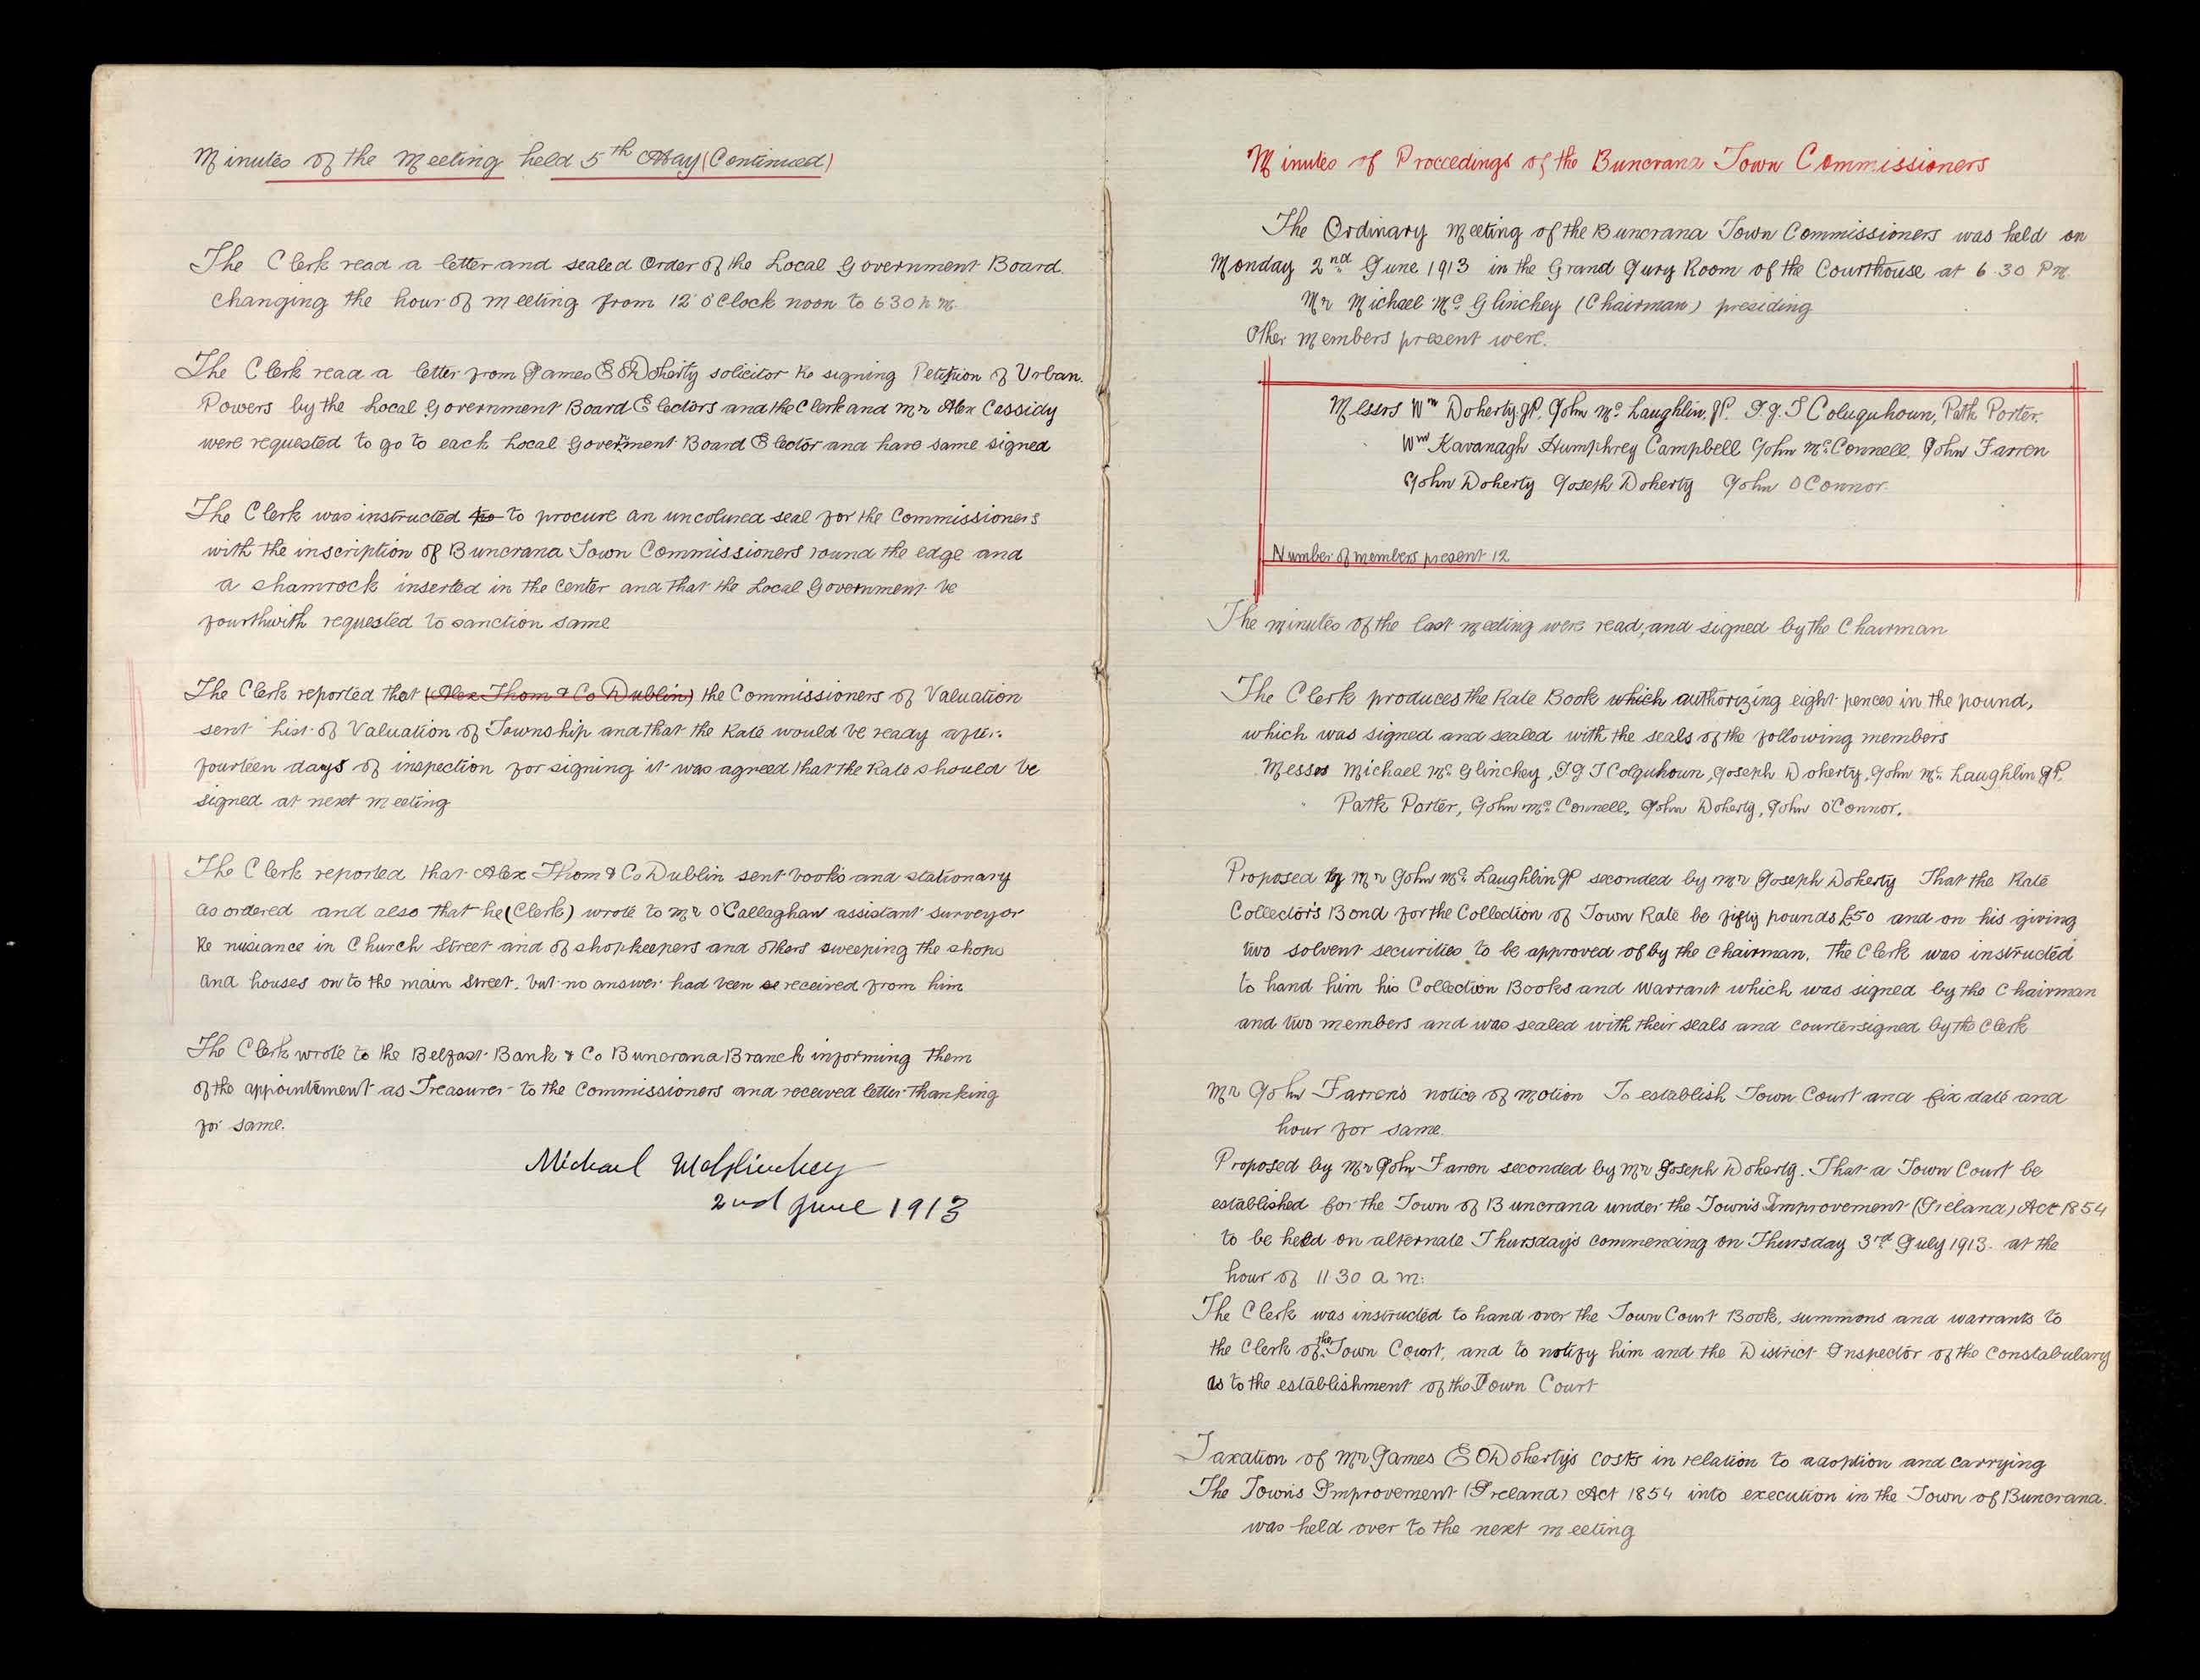 Minutes of the Meeting held 5th May (Continued)
The Clerk read a letter and sealed Order of the Local Government Board.
changing the hour of meeting from 12 o'Clock noon to 6 30 P.M.
The Clerk read a letter from James E O'Doherty solicitor Re signing Petition of Urban.
Powers by the Local Government Board Electors and the Clerk and Mr Alex Cassidy
were requested to go to each Local Government Board Elector and have same signed
The Clerk was instructed to to procure an uncolured seal for the Commissioners
with the inscription of Buncrana Town Commissioners round the edge and
a shamrock inserted in the center and that the Local Government be
fourthwith requested to sanction same
The Clerk reported that (Alex Thom & Co Dublin) the Commissioners of Valuation
sent List of Valuation of Township and that the Rate would be ready after
fourteen days of inspection for signing it was agreed that the Rate should be
signed at next meeting
The Clerk reported that Alex Thom & Co Dublin sent books and stationary
as ordered and also that he (Clerk) wrote to Mr O'Callaghan assistant surveyor
Re nusiance in Church Street and of shopkeepers and others sweeping the shops
and houses on to the main street. but no answer had been se received from him
The Clerk wrote to the Belfast Bank & Co Buncrana Branch informing them
of the appointement as Treasurer to the Commissioners and received letter thanking
for same.
Michael McGlinchey
2nd June 1913
Minutes of Proccedings of the Buncrana Town Commissioners
The Ordinary Meeting of the Buncrana Town Commissioners was held on
Monday 2nd June 1913 in the Grand Jury Room of the Courthouse at 6.30 P.M.
Mr Michael Mc Glinchey (Chairman) presiding
Other members present were.
Messrs Wm Doherty, JP. John Mc Laughlin, JP. I. J. T Coluquhoun, Patk Porter.
Wm Kavanagh Humphrey Campbell John Mc Connell, John Farren
John Doherty Joseph Doherty John O Connor.
Number of members present 12
The minutes of the last meeting were read, and signed by the Chairman
The Clerk produces the Rate Book which authorizing eight pences in the pound,
which was signed and sealed with the seals of the following members
Messrs Michael Mc Glinchey, I J T Colquhoun, Joseph Doherty, John Mc Laughlin JP.
Patk Porter, John Mc Connell, John Doherty, John O'Connor.
Proposed by Mr John Mc Laughlin JP seconded by Mr Joseph Doherty That the Rate
Collector's Bond for the Collection of Town Rate be fifty pounds £50 and on his giving
two solvent securities to be approved of by the Chairman. The Clerk was instructed
to hand him his Collection Books and Warrant which was signed by the Chairman
and two members and was sealed with their seals and countersigned by the Clerk
Mr John Farren's notice of motion To establish Town Court and fix date and
hour for same.
Proposed by Mr John Farren seconded by Mr Joseph Doherty. That a Town Court be
established for the Town of Buncrana under the Town's Improvement (Ireland) Act 1854
to be held on alternate Thursday's commencing on Thursday 3rd July 1913. at the
hour of 11.30 a m:
The Clerk was instructed to hand over the Town Court Book, summons and warrants to
the Clerk of the Town Court, and to notify him and the District Inspector of the Constabulary
as to the establishment of the Town Court
Taxation of Mr James E O'Doherty's costs in relation to adoption and carrying
The Town's Improvement (Ireland) Act 1854 into execution in the Town of Buncrana.
was held over to the next meeting